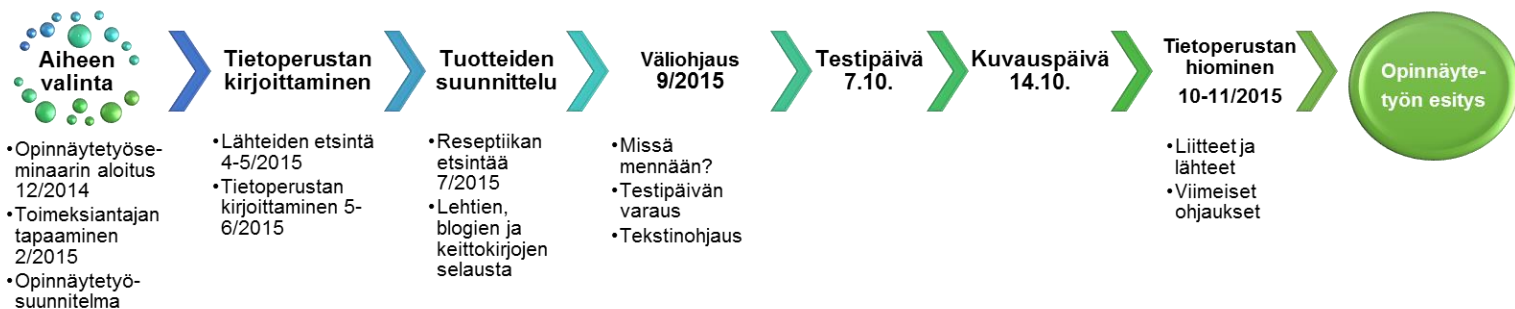 Aiheen
valinta
•Opinnäytetyöse-
minaarin aloitus
12/2014
•Toimeksiantajan
tapaaminen
2/2015
•Opinnäytetyö-
suunnitelma
Tietoperustan
kirjoittaminen
•Lähteiden etsintä
4-5/2015
•Tietoperustan
kirjoittaminen 5-
6/2015
Tuotteiden
suunnittelu
•Reseptiikan
etsintää
7/2015
•Lehtien,
blogien ja
keittokirjojen
selausta
Väliohjaus
9/2015
•Missä
mennään?
•Testipäivän
varaus
•Tekstinohjaus
Testipäivä
7.10.
Kuvauspäivä
14.10.
Tietoperustan
hiominen
10-11/2015
•Liitteet ja
lähteet
•Viimeiset
ohjaukset
Opinnäyte-
työn esitys